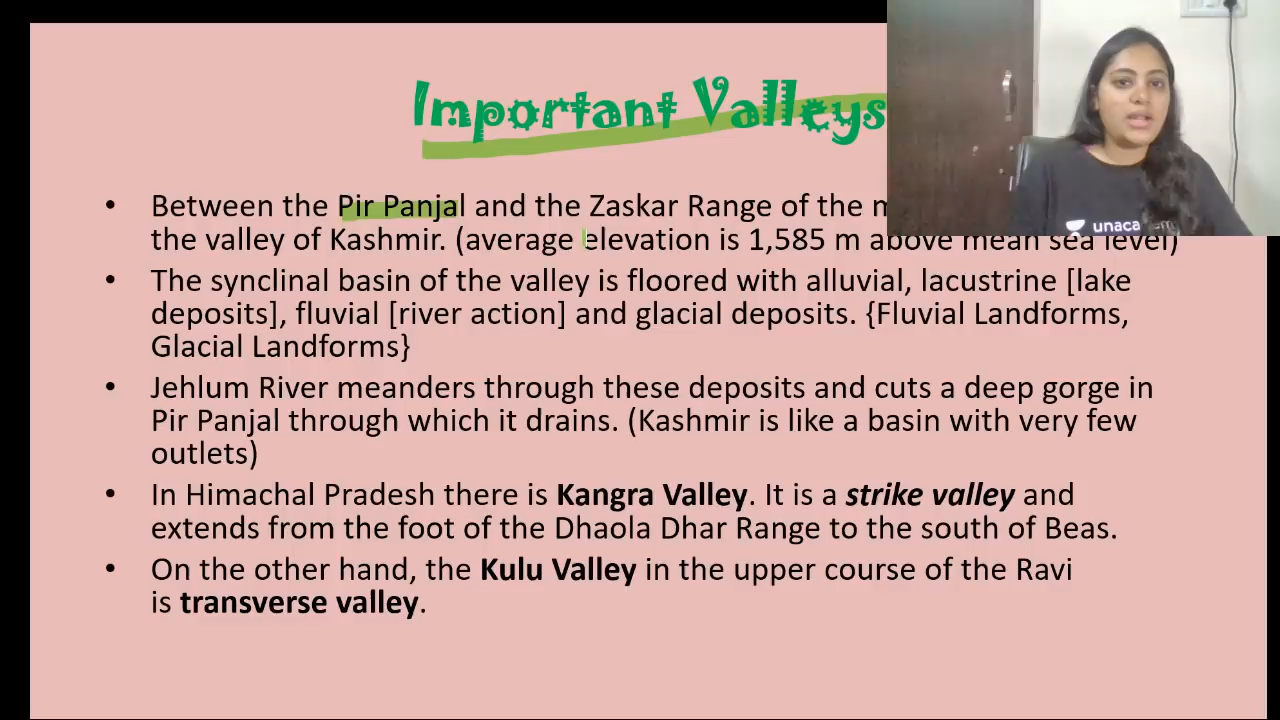 Important Valleys
• Between the Pir Panjal and the Zaskar Range of the
the valley of Kashmir. (average elevation is 1,585 m above mean sea level)
• The synclinal basin of the valley is floored with alluvial, lacustrine [lake
deposits], fluvial [river action] and glacial deposits. {Fluvial Landforms,
Glacial Landforms}
• Jehlum River meanders through these deposits and cuts a deep gorge in
Pir Panjal through which it drains. (Kashmir is like a basin with very few
outlets)
• In Himachal Pradesh there is Kangra Valley. It is a strike valley and
extends from the foot of the Dhaola Dhar Range to the south of Beas.
• On the other hand, the Kulu Valley in the upper course of the Ravi
is transverse valley.
unaca